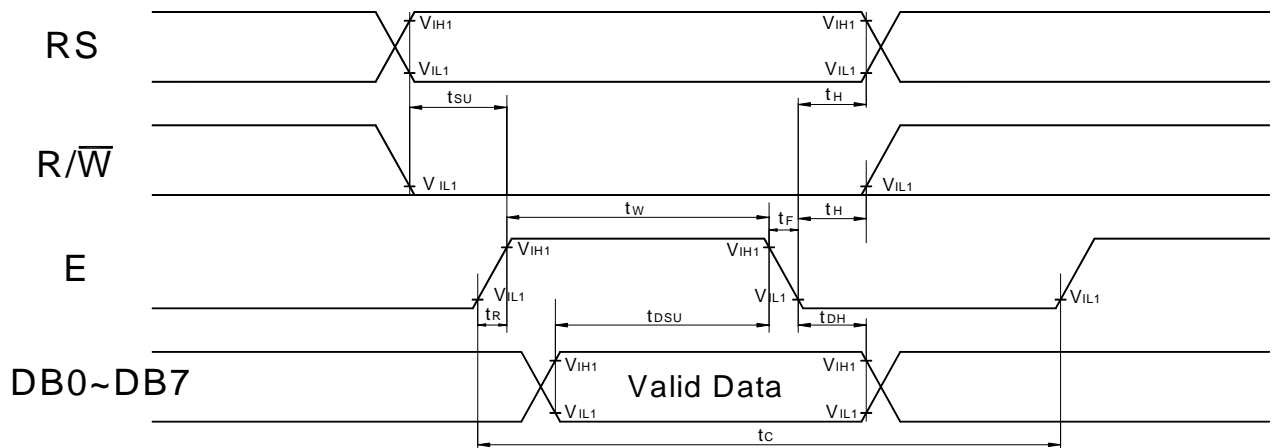 RS
VIH1
VIH1
VIL1
VIL1
tSU
tH
R/W̅
VIL1
VIL1
tW
tF
tH
E
VIH1
VIH1
VIL1
VIL1
VIL1
tR
tDSU
tDH
DB0~DB7
VIH1
Valid Data
VIH1
VIL1
VIL1
tC